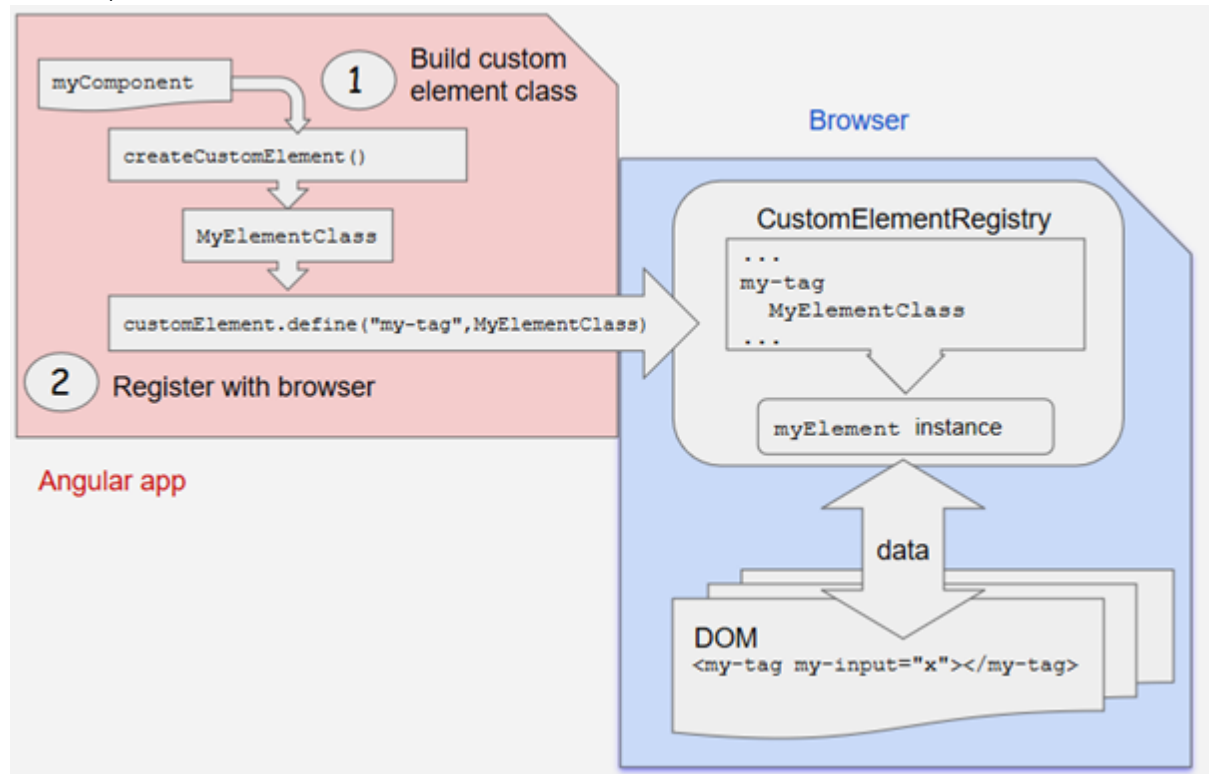 myComponent
1
Build custom
element class
createCustomElement()
MyElementClass
customElement.define("my-tag",MyElementClass)
2
Register with browser
Angular app
Browser
CustomElementRegistry
...
my-tag
MyElementClass
...
myElement instance
data
DOM
<my-tag my-input="x"></my-tag>